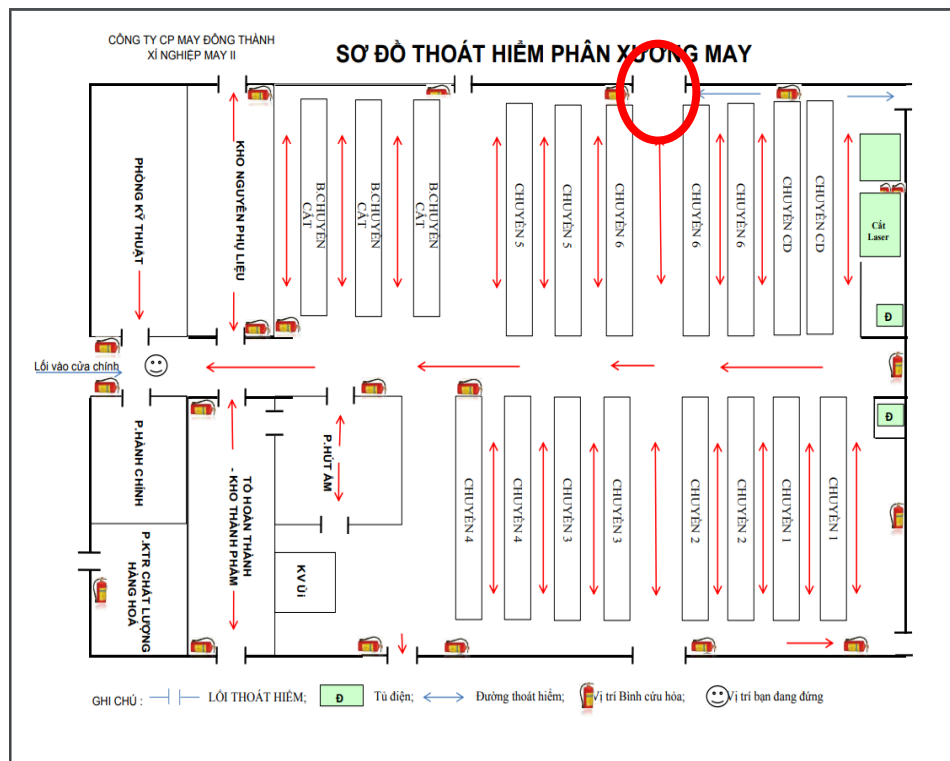 CÔNG TY CP MAY ĐÔNG THÀNH
XÍ NGHIỆP MAY II
SƠ ĐỒ THOÁT HIỂM PHÂN XƯỞNG MAY
PHÒNG KỸ THUẬT
KHO NGUYÊN PHỤ LIỆU
B.CHUYỀN
CẮT
B.CHUYỀN
CẮT
B.CHUYỀN
CẮT
CHUYỀN 5
CHUYỀN 5
CHUYỀN 6
CHUYỀN 6
CHUYỀN 6
CHUYỀN CD
CHUYỀN CD
Cắt
Laser
Đ
Lối vào cửa chính
Đ
P.HÀNH CHÍNH
P.KTR CHẤT LƯỢNG
HÀNG HOÁ
TỔ HOÀN THÀNH
- KHO THÀNH PHẨM
P.HÚT ẨM
KV ỦI
CHUYỀN 4
CHUYỀN 4
CHUYỀN 3
CHUYỀN 3
CHUYỀN 2
CHUYỀN 2
CHUYỀN 1
CHUYỀN 1
GHI CHÚ : LỐI THOÁT HIỂM; Đ Tủ điện; Đường thoát hiểm; Vị trí Bình cứu hỏa; Vị trí bạn đang đứng